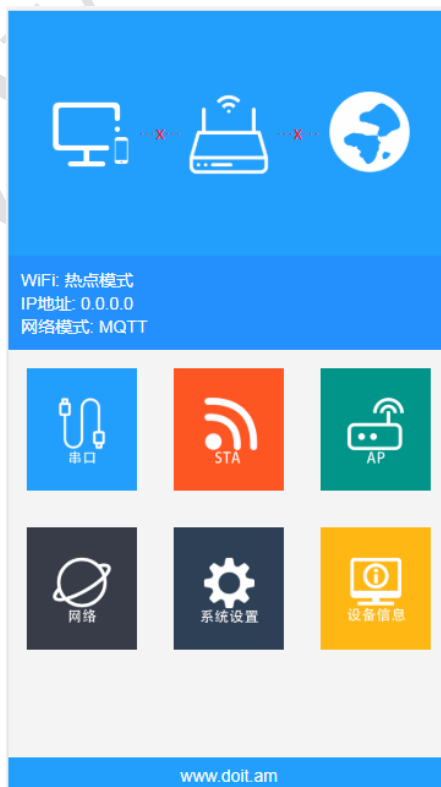 x
x
WiFi: 热点模式
IP地址: 0.0.0.0
网络模式: MQTT
串口
STA
AP
网络
系统设置
设备信息
www.doit.am